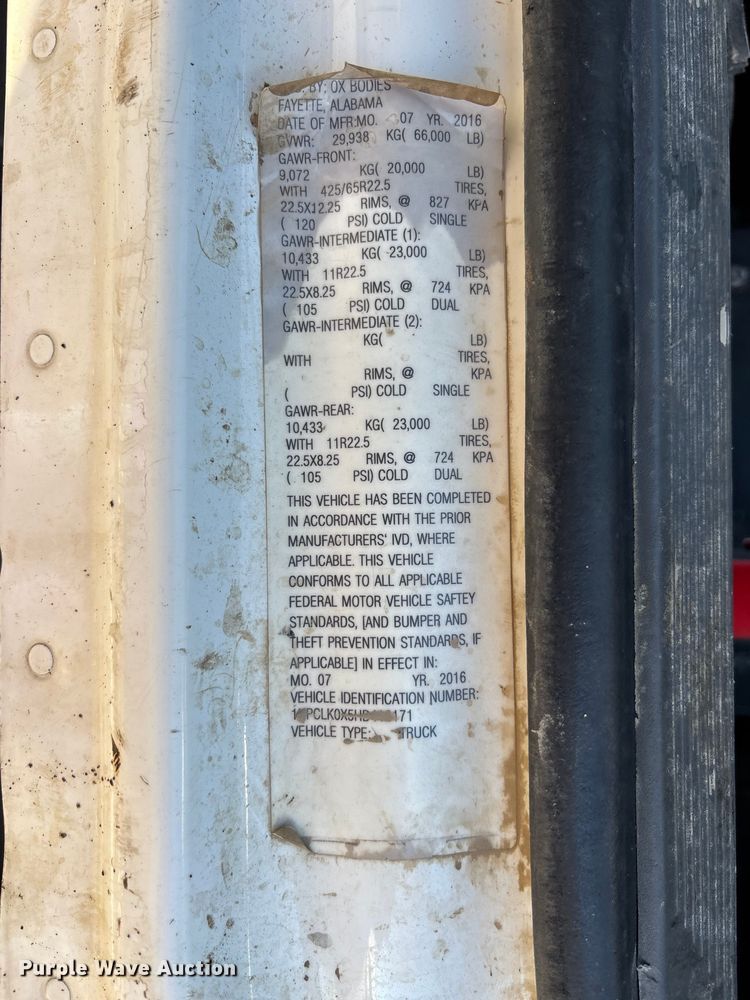 BY: OX BODIES
FAYETTE, ALABAMA
DATE OF MFR:MO. 07 YR. 2016
GVWR: 29,938 KG( 66,000 LB)
GAWR-FRONT:
9,072 KG( 20,000 LB)
WITH 425/65R22.5 TIRES,
22.5X12.25 RIMS, @ 827 KPA
( 120 PSI) COLD SINGLE
GAWR-INTERMEDIATE (1):
10,433 KG( 23,000 LB)
WITH 11R22.5 TIRES,
22.5X8.25 RIMS, @ 724 KPA
( 105 PSI) COLD DUAL
GAWR-INTERMEDIATE (2):
KG( LB)
WITH TIRES,
RIMS, @ KPA
( PSI) COLD SINGLE
GAWR-REAR:
10,433 KG( 23,000 LB)
WITH 11R22.5 TIRES,
22.5X8.25 RIMS, @ 724 KPA
( 105 PSI) COLD DUAL
THIS VEHICLE HAS BEEN COMPLETED
IN ACCORDANCE WITH THE PRIOR
MANUFACTURERS' IVD, WHERE
APPLICABLE. THIS VEHICLE
CONFORMS TO ALL APPLICABLE
FEDERAL MOTOR VEHICLE SAFTEY
STANDARDS, [AND BUMPER AND
THEFT PREVENTION STANDARDS, IF
APPLICABLE] IN EFFECT IN:
MO. 07 YR. 2016
VEHICLE IDENTIFICATION NUMBER:
VEHICLE TYPE: TRUCK
Purple Wave Auction